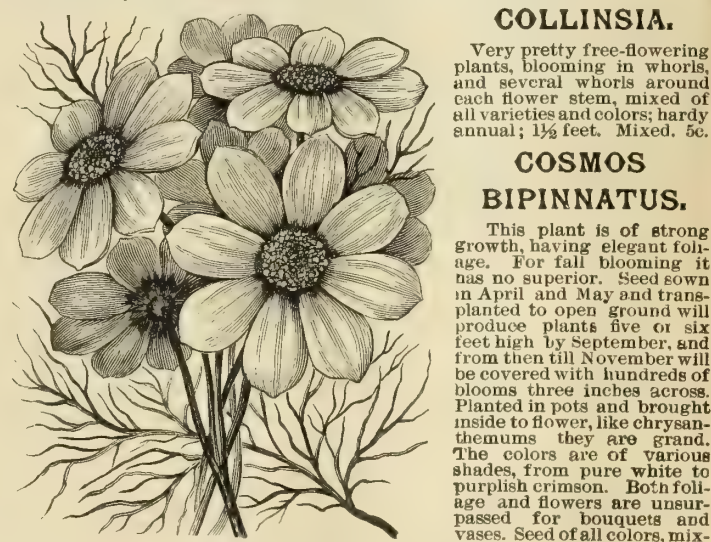 COLLINSIA.
Very pretty free-flowering
plants, blooming in whorls,
and several whorls around
each flower stem, mixed of
all varieties and colors; hardy
annual; 1½ feet. Mixed. 5c.
COSMOS
BIPINNATUS.
This plant is of strong
growth, having elegant foli-
age. For fall blooming it
has no superior. Seed sown
in April and May and trans-
planted to open ground will
produce plants five or six
feet high by September, and
from then till November will
be covered with hundreds of
blooms three inches across.
Planted in pots and brought
inside to flower, like chrysan-
themums they are grand.
The colors are of various
shades, from pure white to
purplish crimson. Both foli-
age and flowers are unsur-
passed for bouquets and
vases. Seed of all colors, mix-